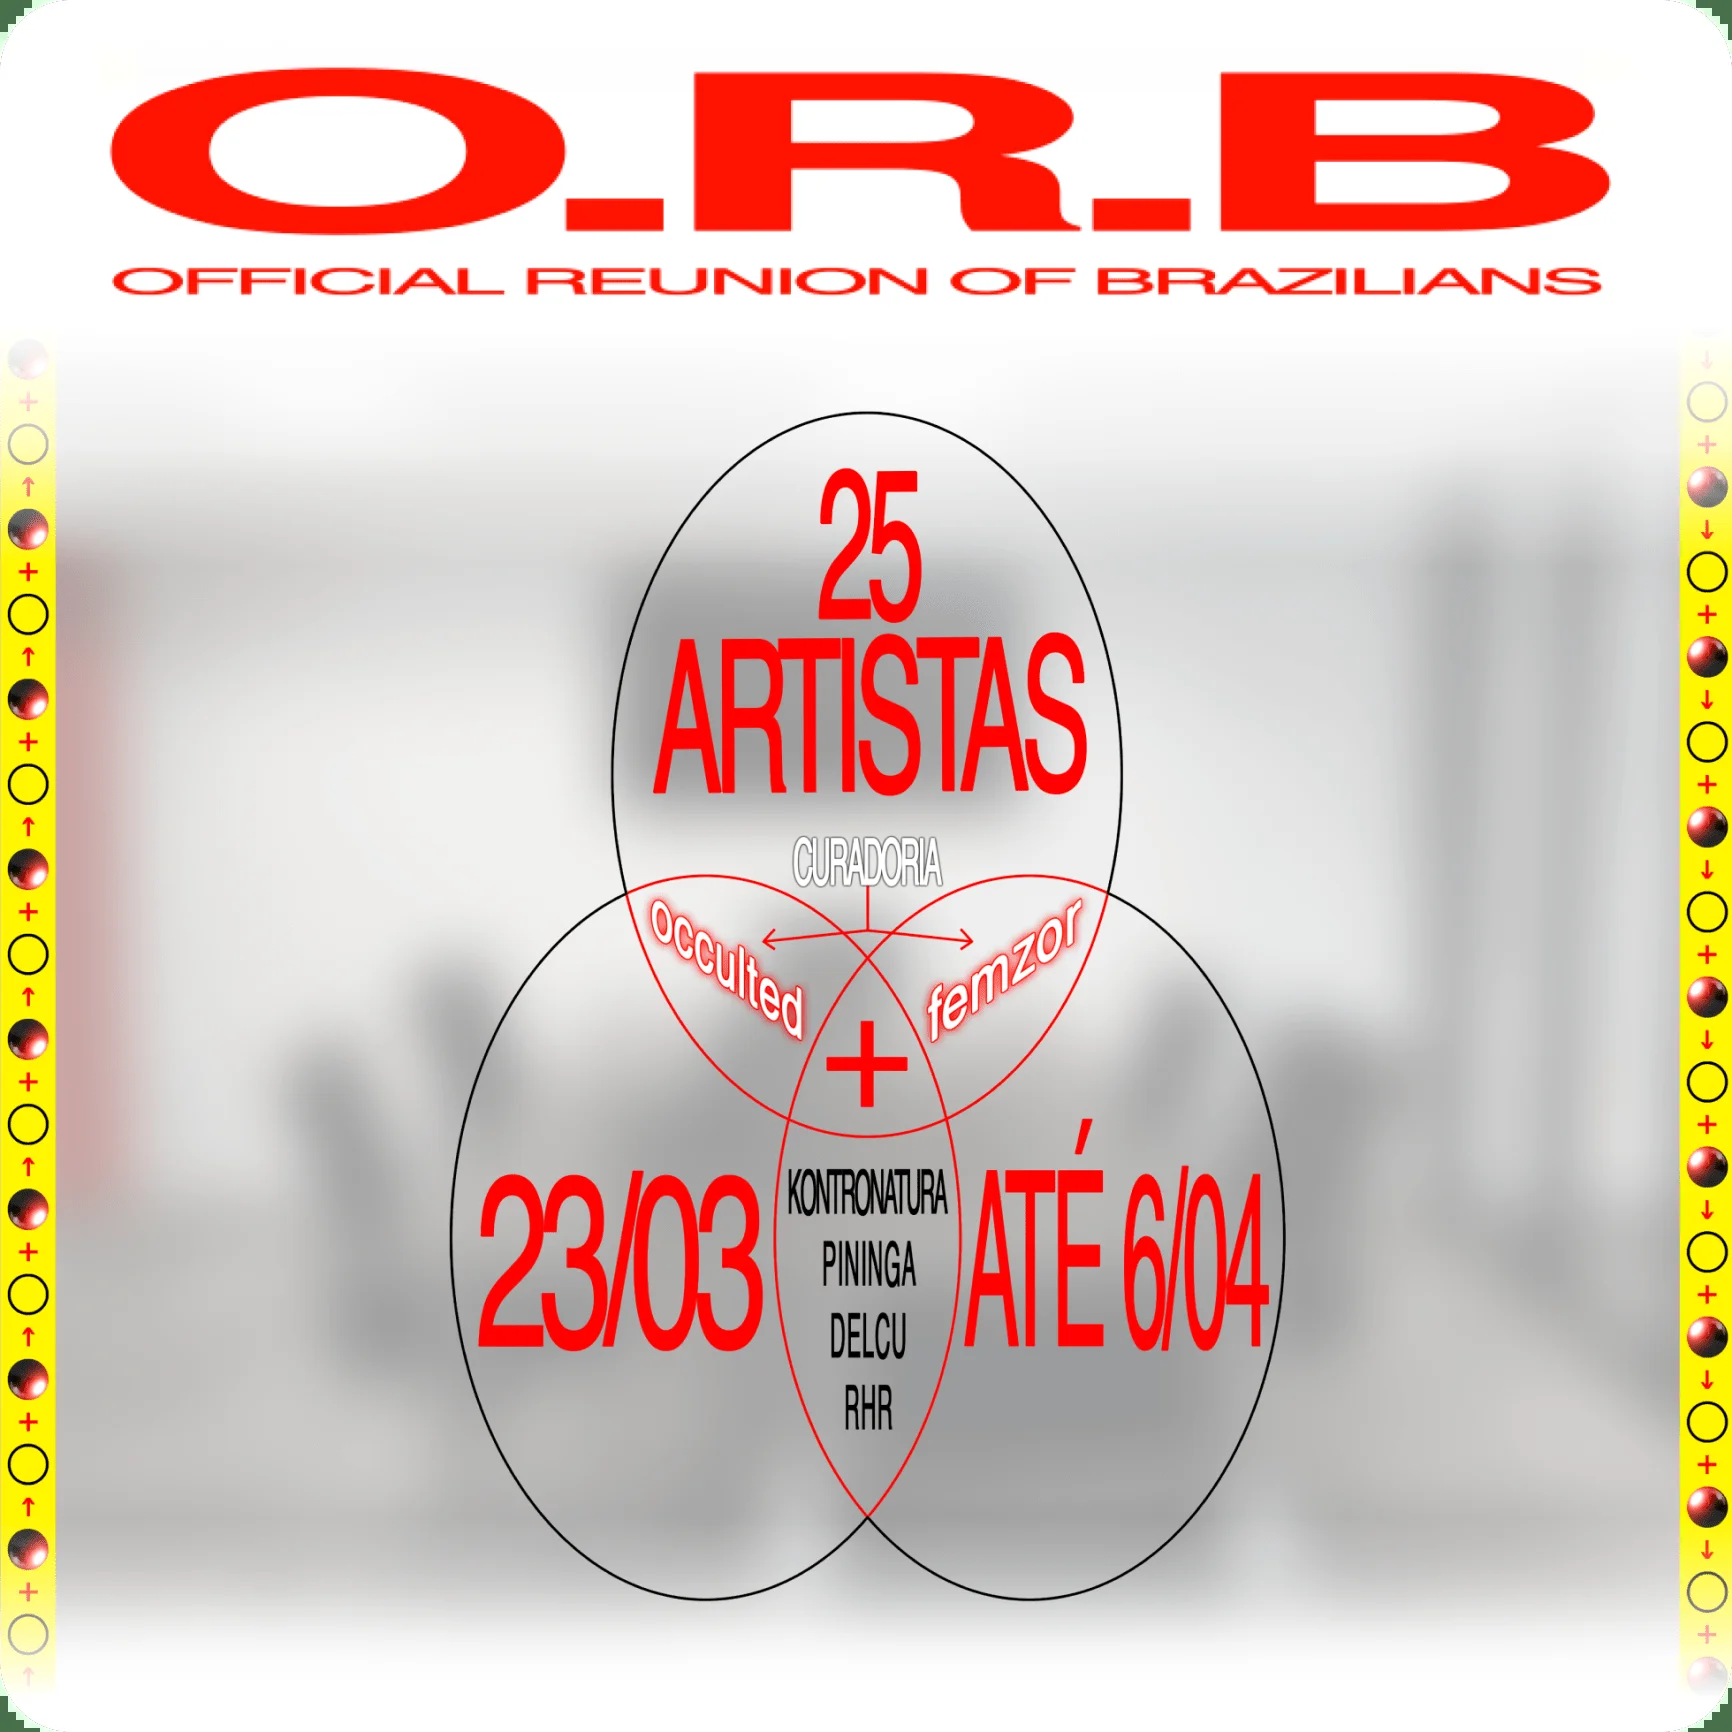 O.R.B
OFFICIAL REUNION OF BRAZILIANS
25
ARTISTAS
CURADORIA
occulted
femzor
+
23/03
KONTRONATURA
PININGA
DELCU
RHR
ATÉ 6/04